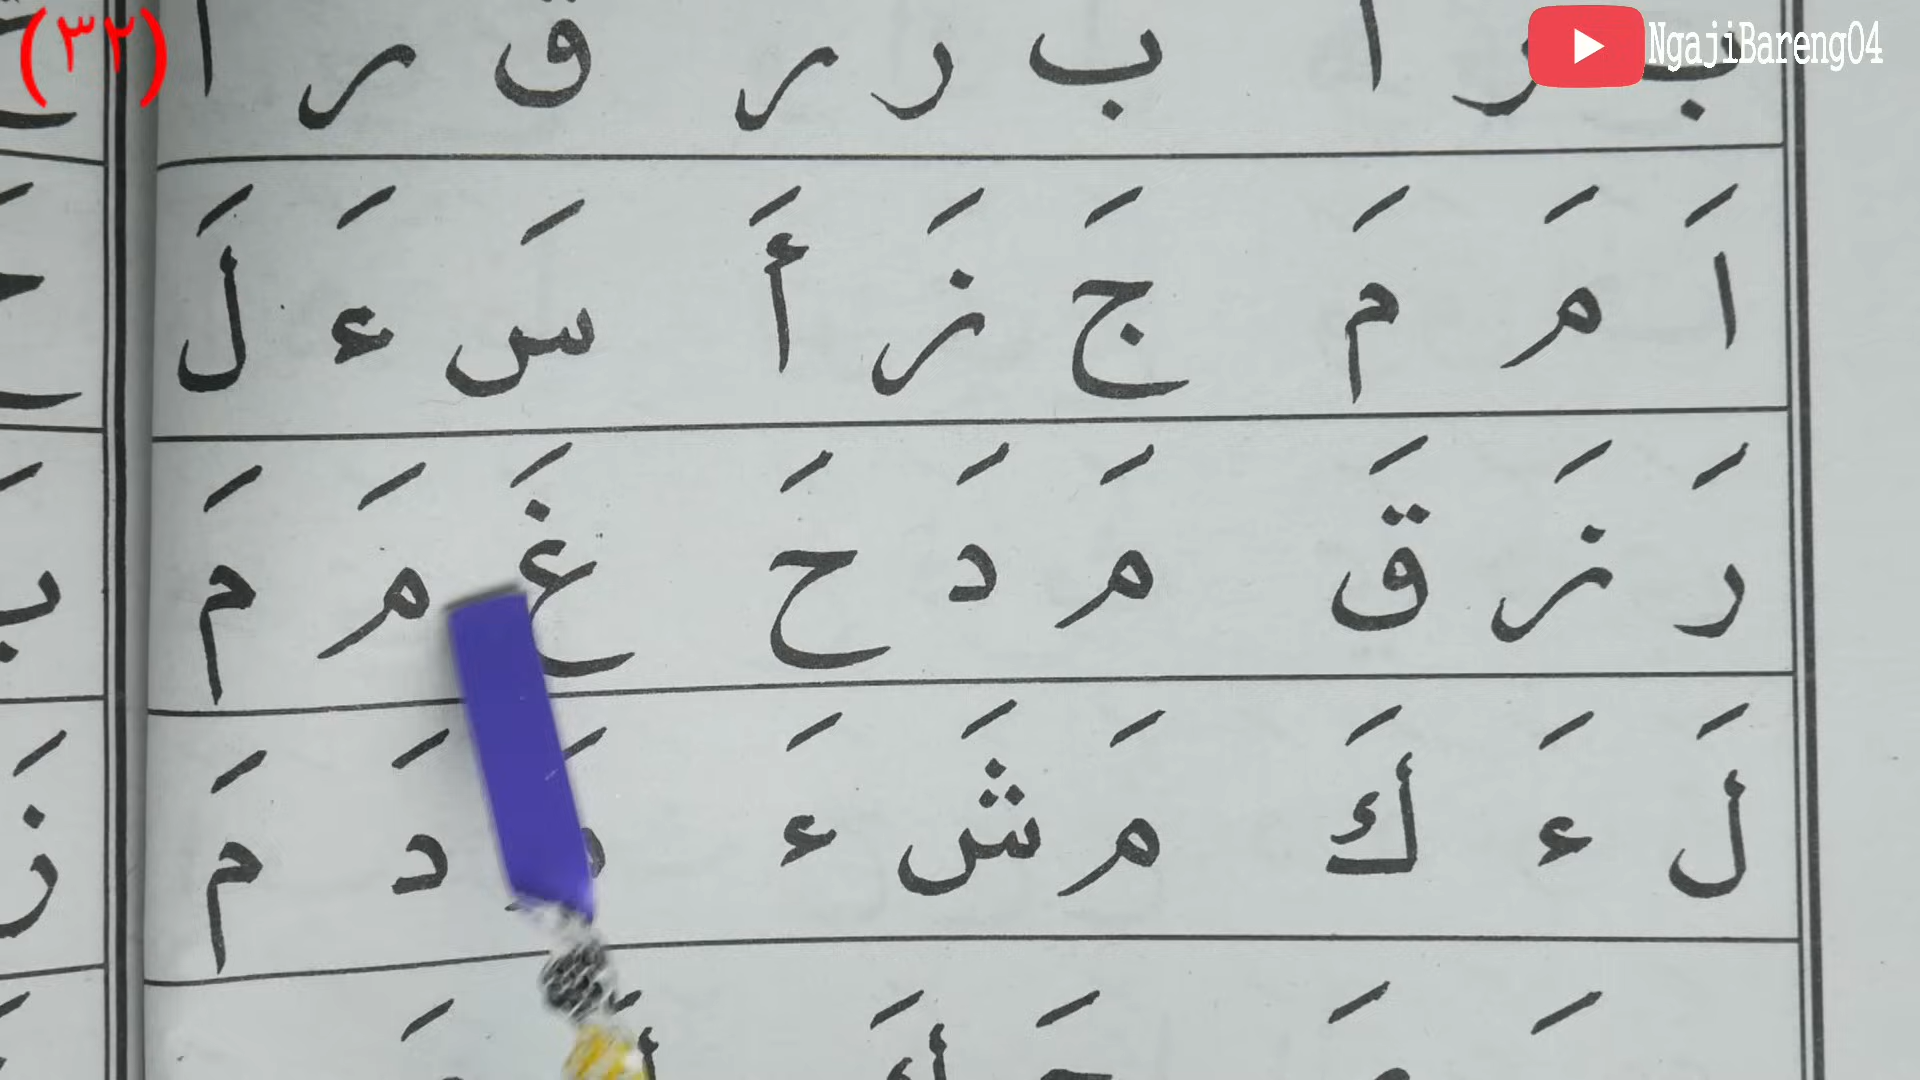 (٣٢)
NgajiBareng04
ب ر ا ب ر ر ق ر ا
اَ مَ مَ جَ زَ أَ سَ ءَ لَ
رَ زَ قَ مَ دَ حَ غَ مَ مَ
لَ ءَ كَ مَ شَ ءَ دَ مَ